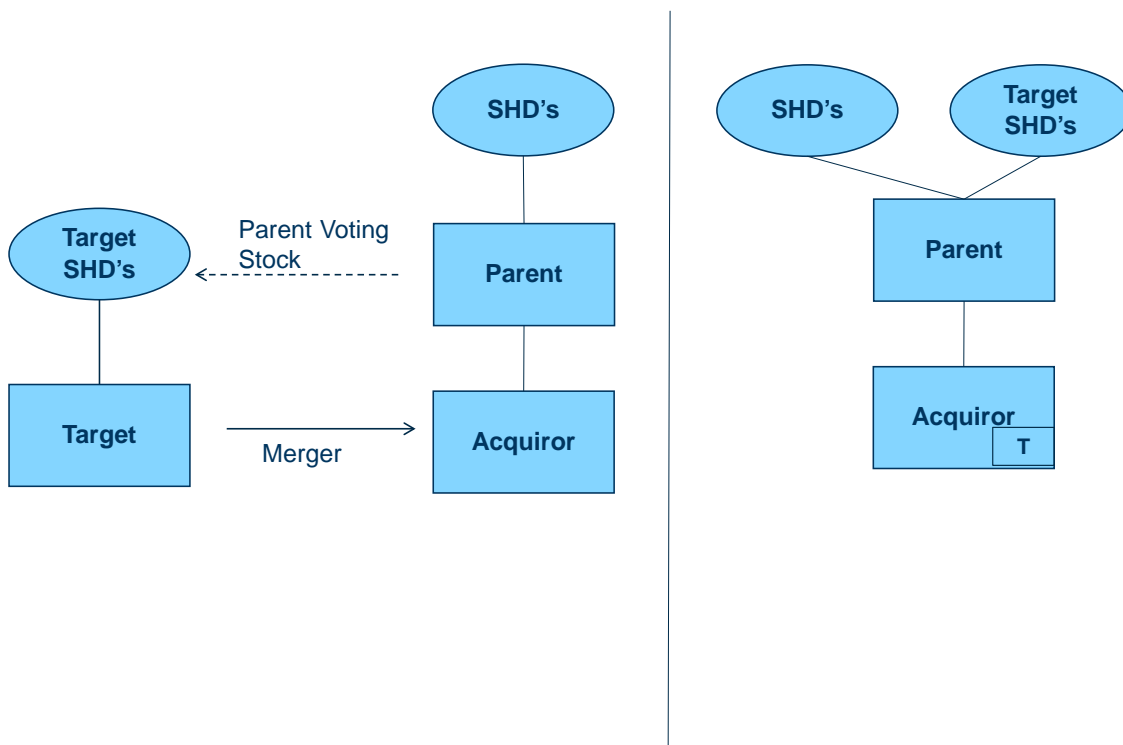 SHD's
Parent Voting
Stock
Target
SHD's
Parent
Target
Merger
Acquiror
SHD's
Target
SHD's
Parent
Acquiror
T